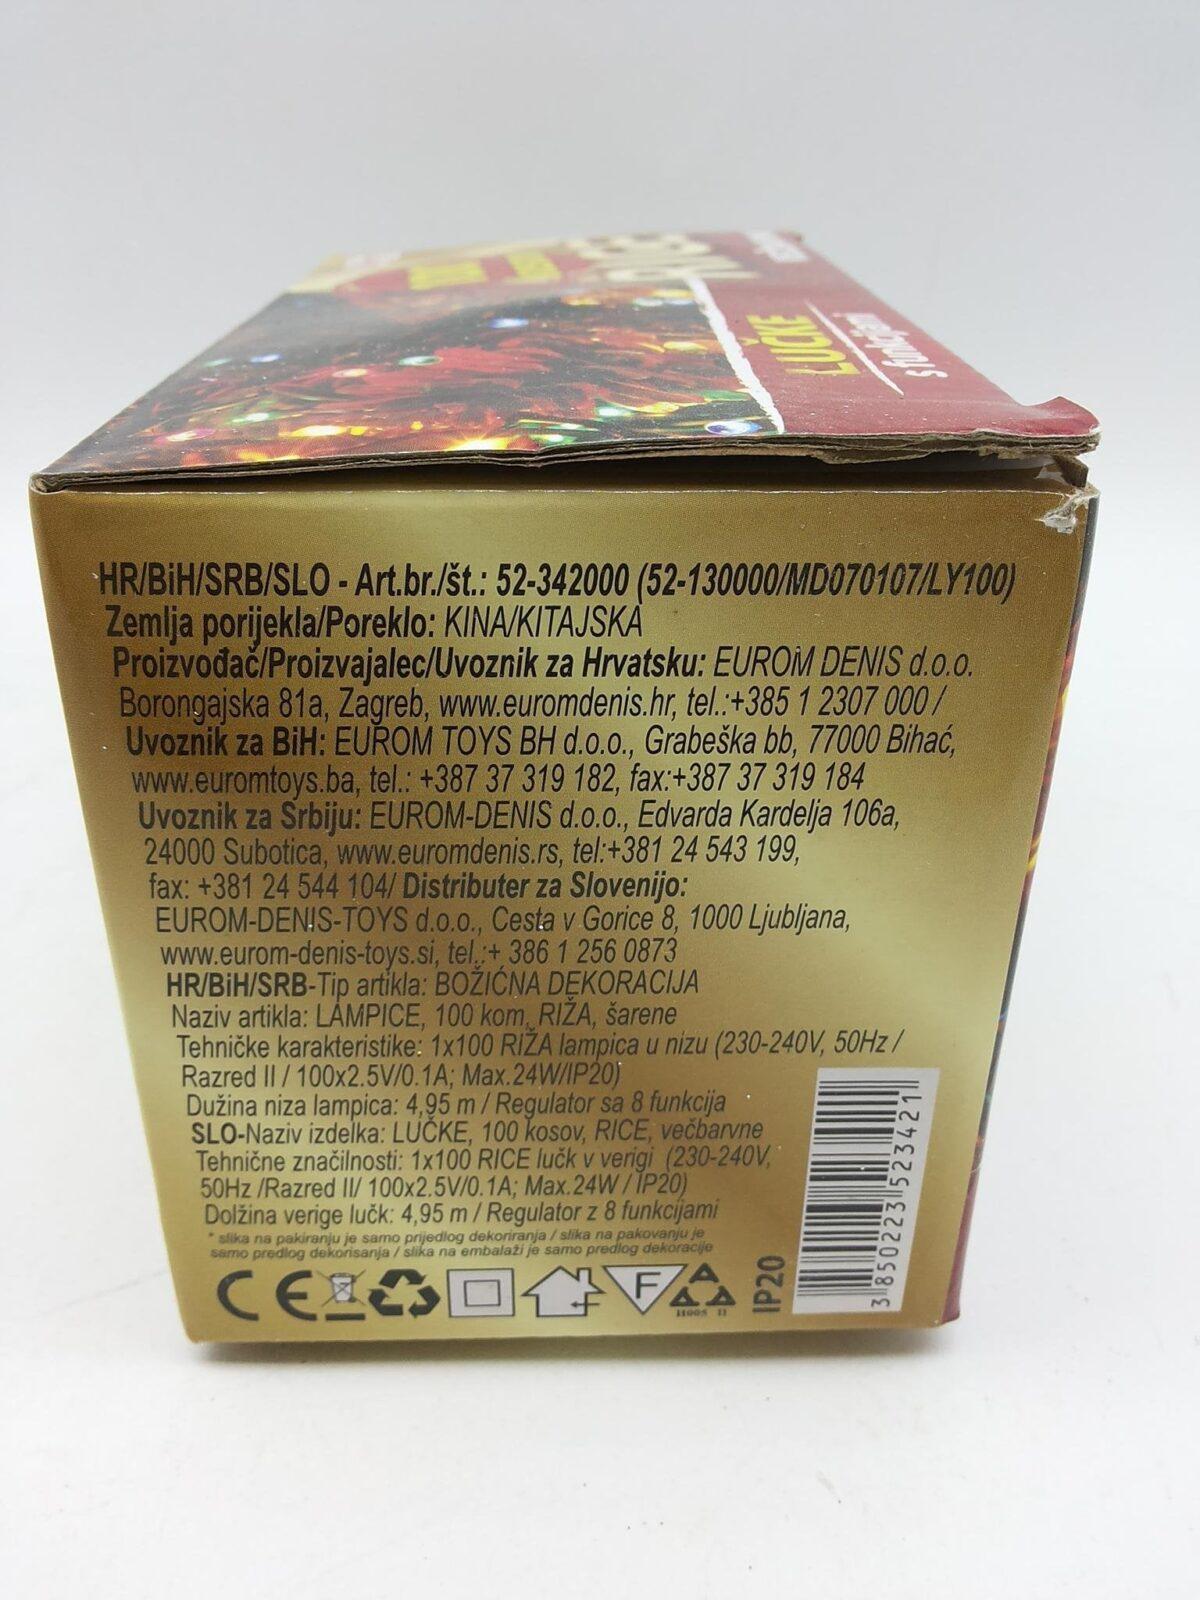 LUČKE
s funkcijami
HR/BiH/SRB/SLO - Art.br./št.: 52-342000 (52-130000/MD070107/LY100)
Zemlja porijekla/Poreklo: KINA/KITAJSKA
Proizvođač/Proizvajalec/Uvoznik za Hrvatsku: EUROM DENIS d.o.o.
Borongajska 81a, Zagreb, www.euromdenis.hr, tel.:+385 1 2307 000 /
Uvoznik za BiH: EUROM TOYS BH d.o.o., Grabeška bb, 77000 Bihać,
www.euromtoys.ba, tel.: +387 37 319 182, fax:+387 37 319 184
Uvoznik za Srbiju: EUROM-DENIS d.o.o., Edvarda Kardelja 106a,
24000 Subotica, www.euromdenis.rs, tel:+381 24 543 199,
fax: +381 24 544 104/ Distributer za Slovenijo:
EUROM-DENIS-TOYS d.o.o., Cesta v Gorice 8, 1000 Ljubljana,
www.eurom-denis-toys.si, tel.:+ 386 1 256 0873
HR/BiH/SRB-Tip artikla: BOŽIĆNA DEKORACIJA
Naziv artikla: LAMPICE, 100 kom, RIŽA, šarene
Tehničke karakteristike: 1x100 RIŽA lampica u nizu (230-240V, 50Hz /
Razred II / 100x2.5V/0.1A; Max.24W/IP20)
Dužina niza lampica: 4,95 m / Regulator sa 8 funkcija
SLO-Naziv izdelka: LUČKE, 100 kosov, RICE, večbarvne
Tehnične značilnosti: 1x100 RICE lučk v verigi (230-240V,
50Hz /Razred II/ 100x2.5V/0.1A; Max.24W / IP20)
Dolžina verige lučk: 4,95 m / Regulator z 8 funkcijami
* slika na pakiranju je samo prijedlog dekoriranja / slika na pakovanju je
samo predlog dekorisanja / slika na embalaži je samo predlog dekoracije
CE
F
IP20
3 850223 523421